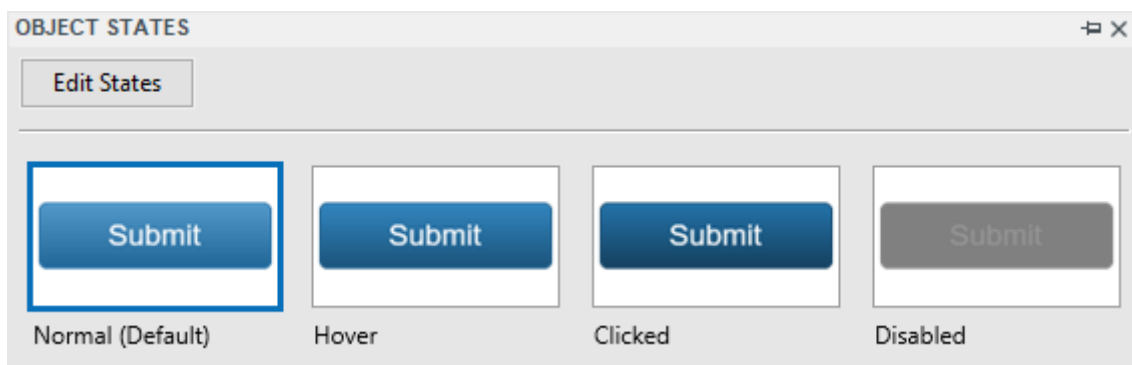 OBJECT STATES
Edit States
Submit
Submit
Submit
Submit
Normal (Default)
Hover
Clicked
Disabled